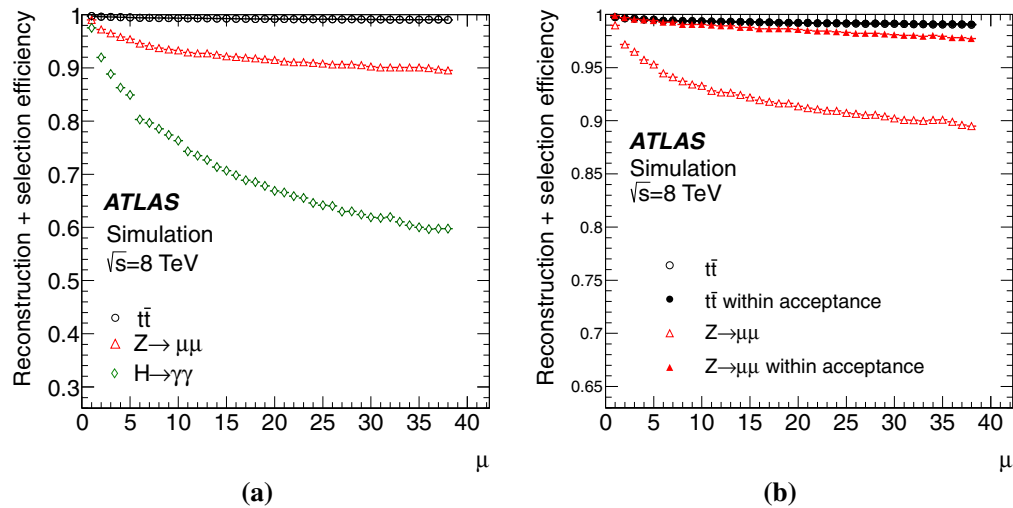 Reconstruction + selection efficiency
1
0.9
0.8
0.7
0.6
0.5
0.4
0.3
ATLAS
Simulation
√s=8 TeV
tt̄
Z→ μμ
H→γγ
0 5 10 15 20 25 30 35 40
μ
(a)
Reconstruction + selection efficiency
1
0.95
0.9
0.85
0.8
0.75
0.7
0.65
ATLAS
Simulation
√s=8 TeV
tt̄
tt̄ within acceptance
Z→μμ
Z→μμ within acceptance
0 5 10 15 20 25 30 35 40
μ
(b)